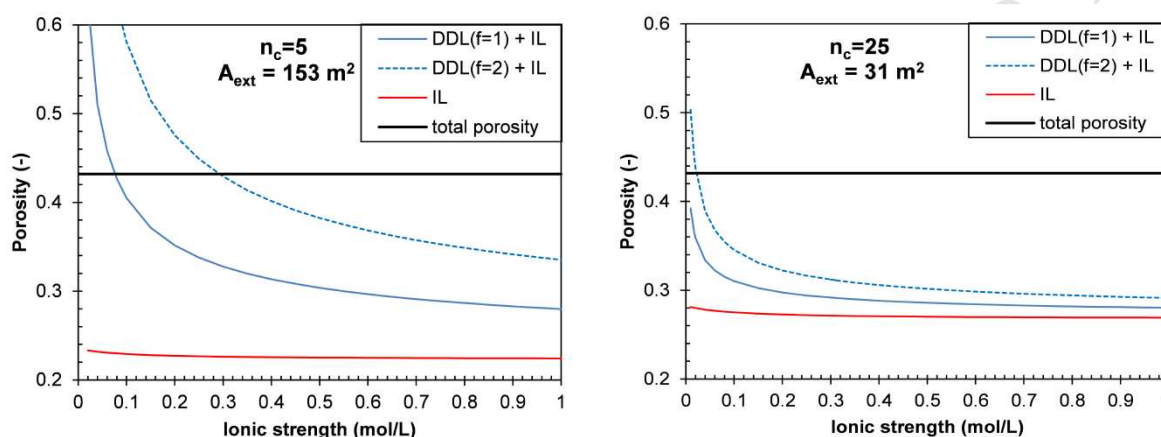 0.6
0.5
0.4
0.3
0.2
Porosity (-)
n_c=5
A_ext = 153 m²
DDL(f=1) + IL
DDL(f=2) + IL
IL
total porosity
0 0.1 0.2 0.3 0.4 0.5 0.6 0.7 0.8 0.9 1
Ionic strength (mol/L)
0.6
0.5
0.4
0.3
0.2
Porosity (-)
n_c=25
A_ext = 31 m²
DDL(f=1) + IL
DDL(f=2) + IL
IL
total porosity
0 0.1 0.2 0.3 0.4 0.5 0.6 0.7 0.8 0.9 1
Ionic strength (mol/L)